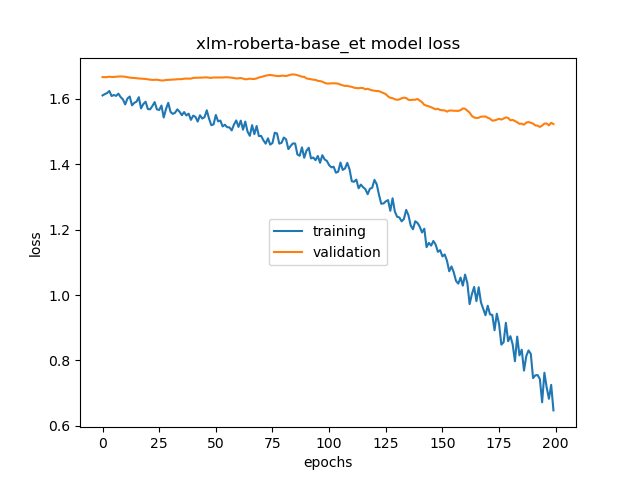 xlm-roberta-base_et model loss
loss
1.6
1.4
1.2
1.0
0.8
0.6
training
validation
0 25 50 75 100 125 150 175 200
epochs